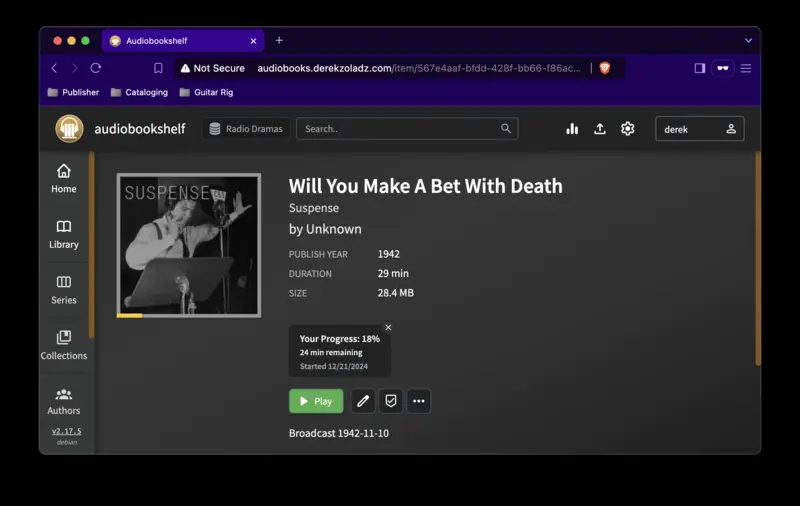 Audiobookshelf
Not Secure audiobooks.derekzoladz.com/item/567e4aaf-bfdd-428f-bb66-f86ac...
Publisher Cataloging Guitar Rig
audiobookshelf Radio Dramas Search.. derek
Home
Library
Series
Collections
Authors
v2.17.5
debian
SUSPENSE
CBS
Will You Make A Bet With Death
Suspense
by Unknown
PUBLISH YEAR 1942
DURATION 29 min
SIZE 28.4 MB
Your Progress: 18%
24 min remaining
Started 12/21/2024
Play
Broadcast 1942-11-10